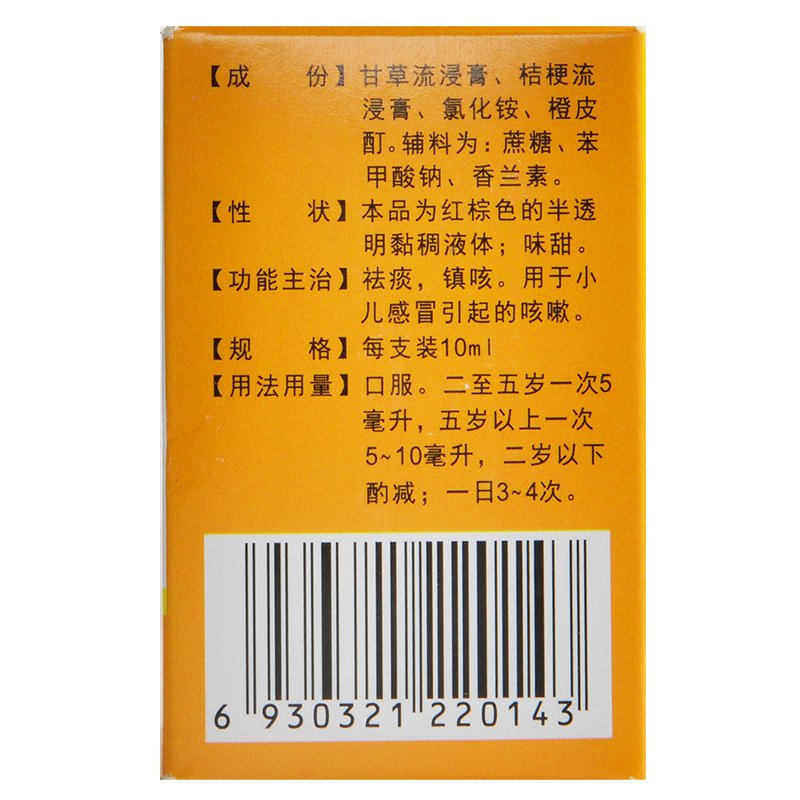 【成　份】甘草流浸膏、桔梗流
浸膏、氯化铵、橙皮
酊。辅料为：蔗糖、苯
甲酸钠、香兰素。
【性　状】本品为红棕色的半透
明黏稠液体；味甜。
【功能主治】祛痰，镇咳。用于小
儿感冒引起的咳嗽。
【规　格】每支装10ml
【用法用量】口服。二至五岁一次5
毫升，五岁以上一次
5~10毫升，二岁以下
酌减；一日3~4次。
6 930321 220143